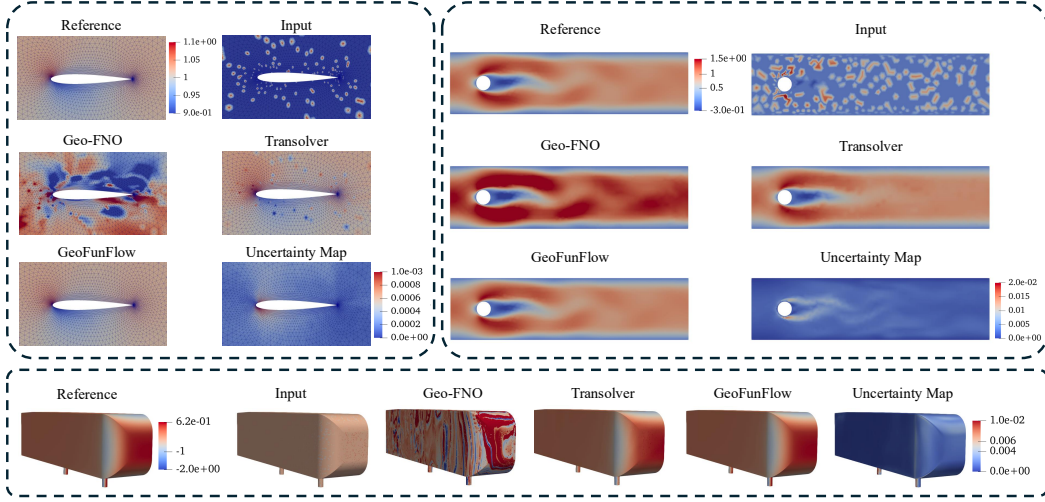 Reference
Input
1.1e+00
1.05
1
0.95
9.0e-01
Geo-FNO
Transolver
GeoFunFlow
Uncertainty Map
1.0e-03
0.0008
0.0006
0.0004
0.0002
0.0e+00
Reference
Input
1.5e+00
1
0.5
-3.0e-01
Geo-FNO
Transolver
GeoFunFlow
Uncertainty Map
2.0e-02
0.015
0.01
0.005
0.0e+00
Reference
Input
Geo-FNO
Transolver
GeoFunFlow
Uncertainty Map
6.2e-01
-1
-2.0e+00
1.0e-02
0.006
0.004
0.0e+00